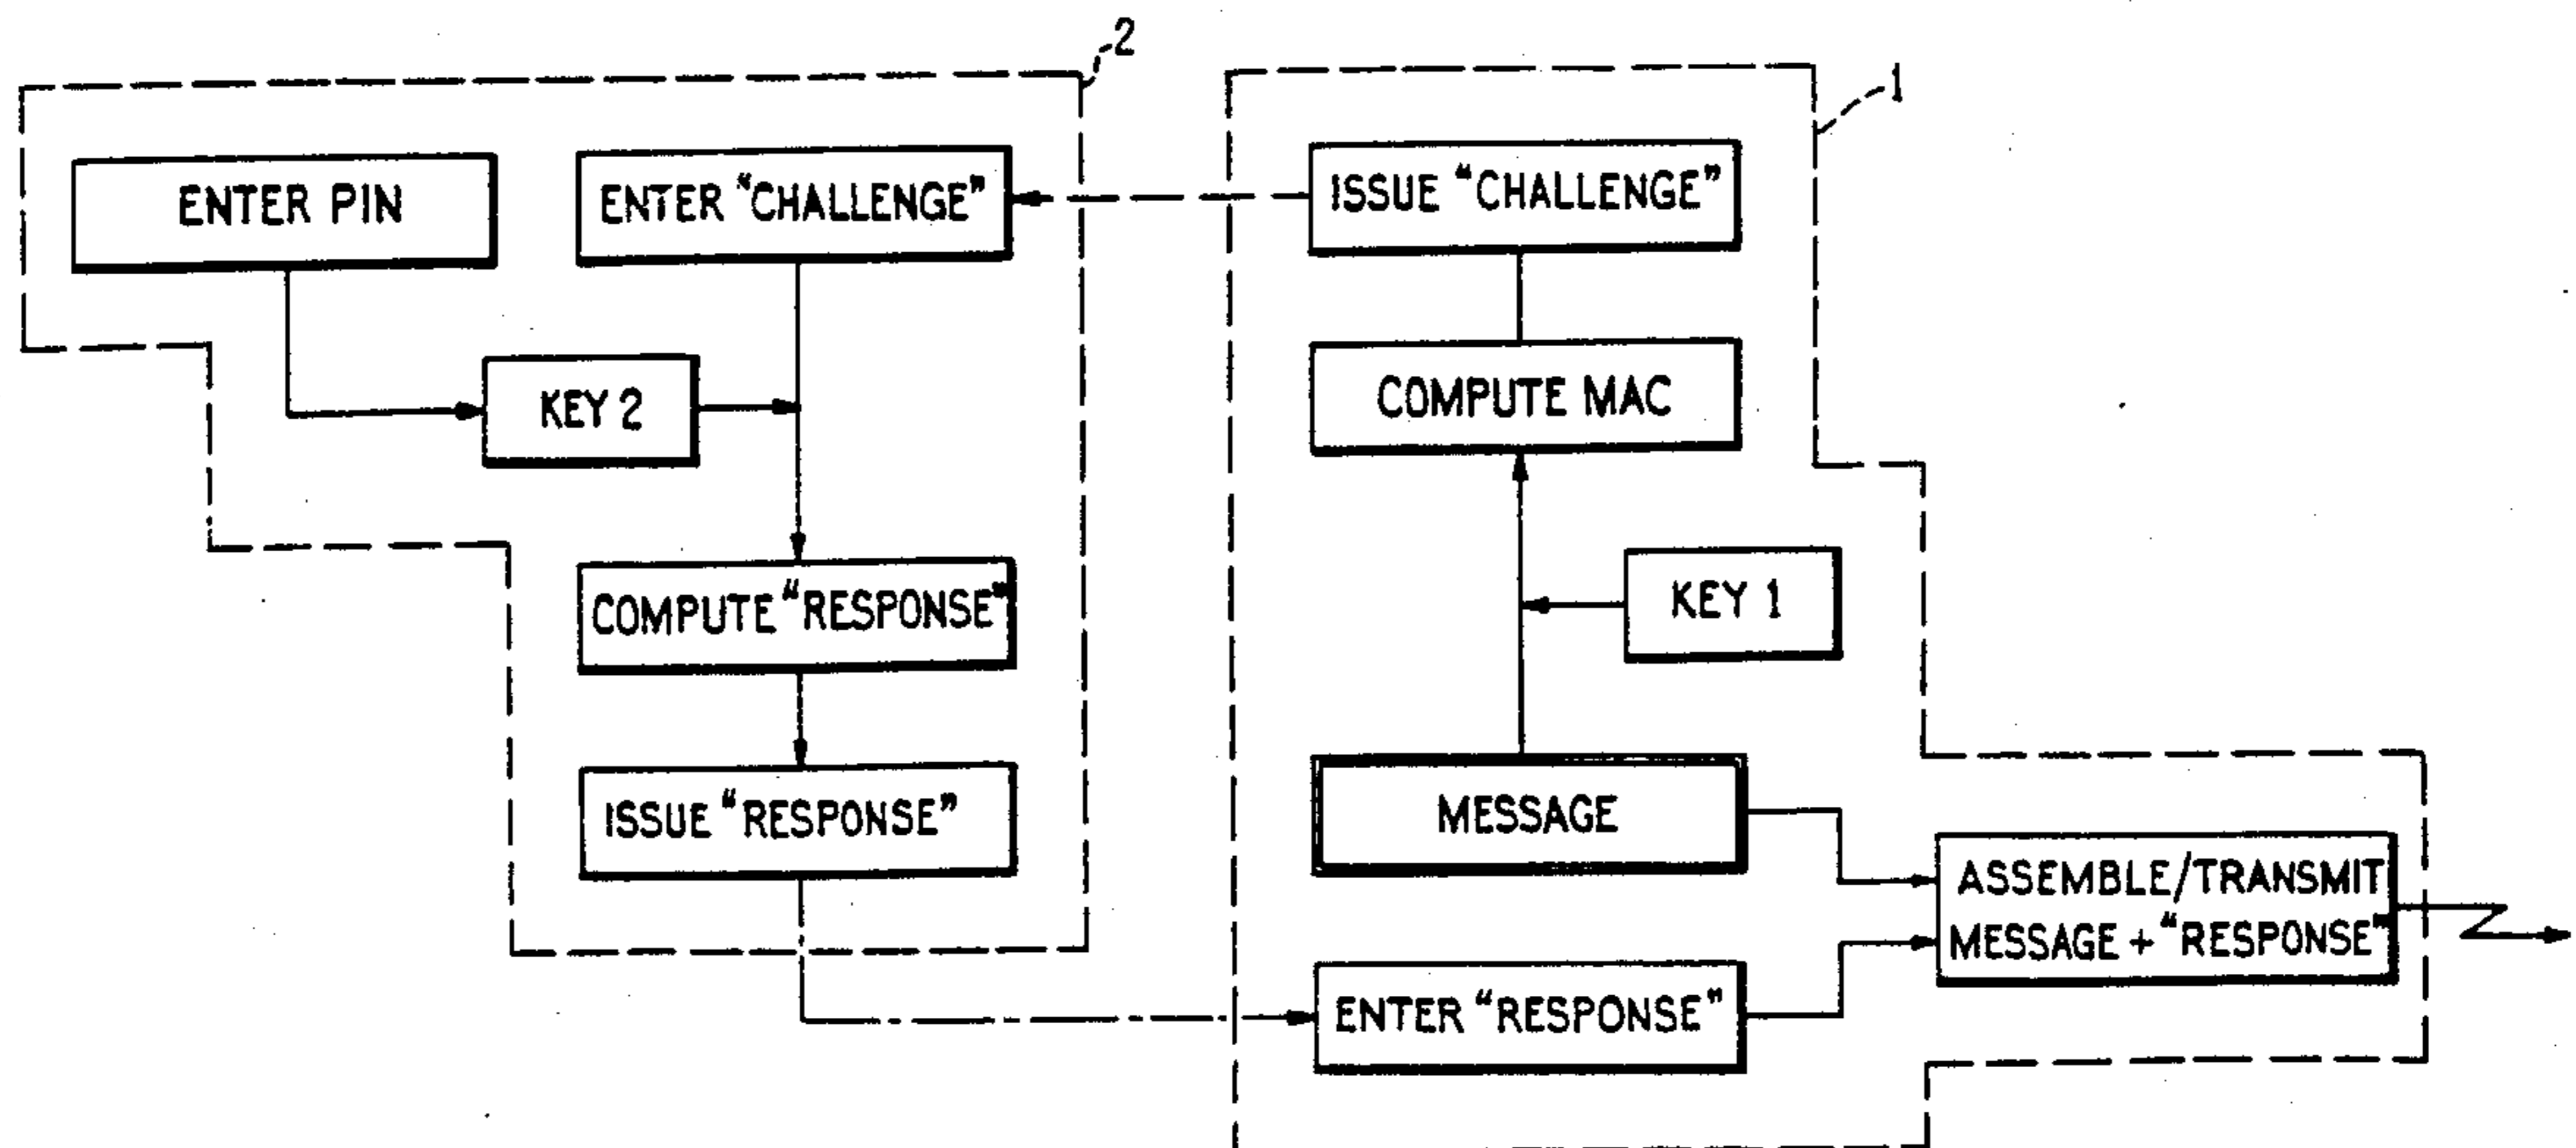 2
1
ENTER PIN
ENTER "CHALLENGE"
ISSUE "CHALLENGE"
KEY 2
COMPUTE MAC
COMPUTE "RESPONSE"
KEY 1
ISSUE "RESPONSE"
MESSAGE
ASSEMBLE/TRANSMIT
MESSAGE + "RESPONSE"
ENTER "RESPONSE"